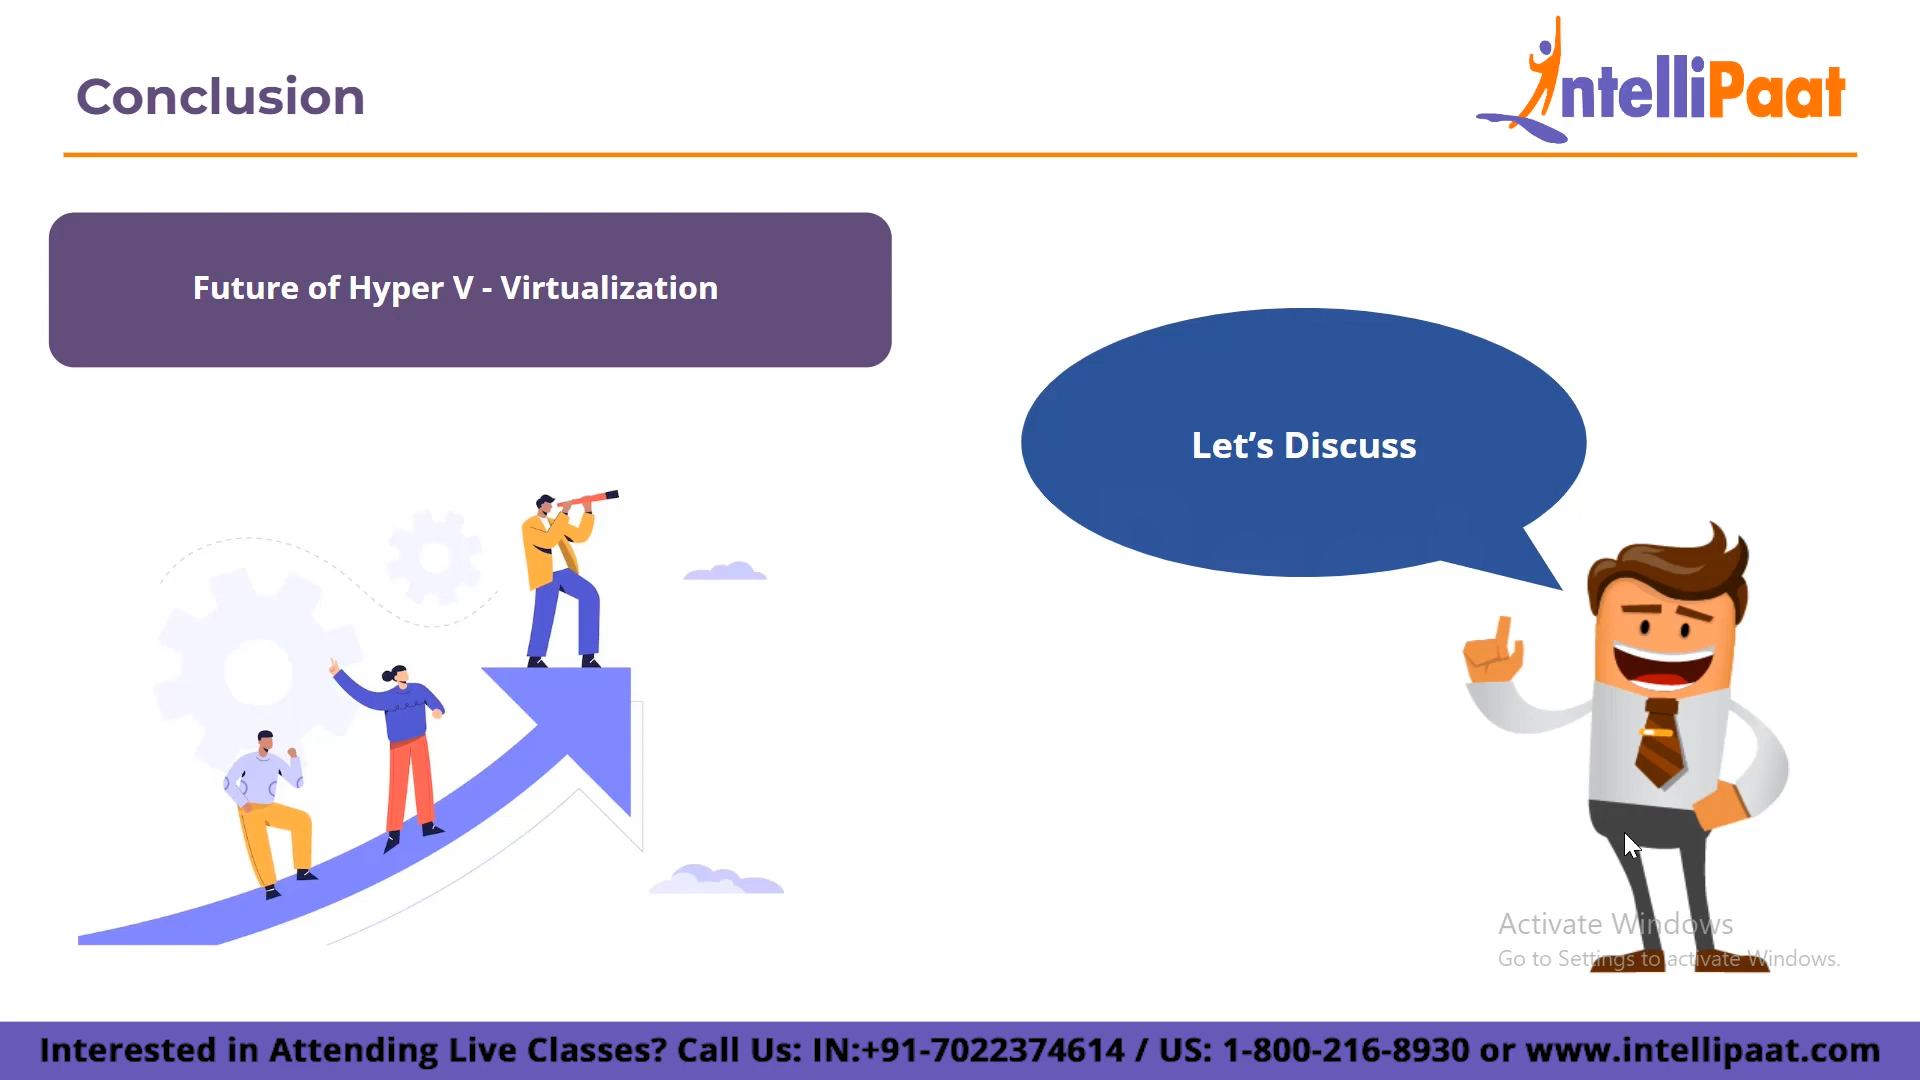 Conclusion
ntelliPaat
Future of Hyper V - Virtualization
Let’s Discuss
Activate Windows
Go to Settings to activate Windows.
Interested in Attending Live Classes? Call Us: IN:+91-7022374614 / US: 1-800-216-8930 or www.intellipaat.com